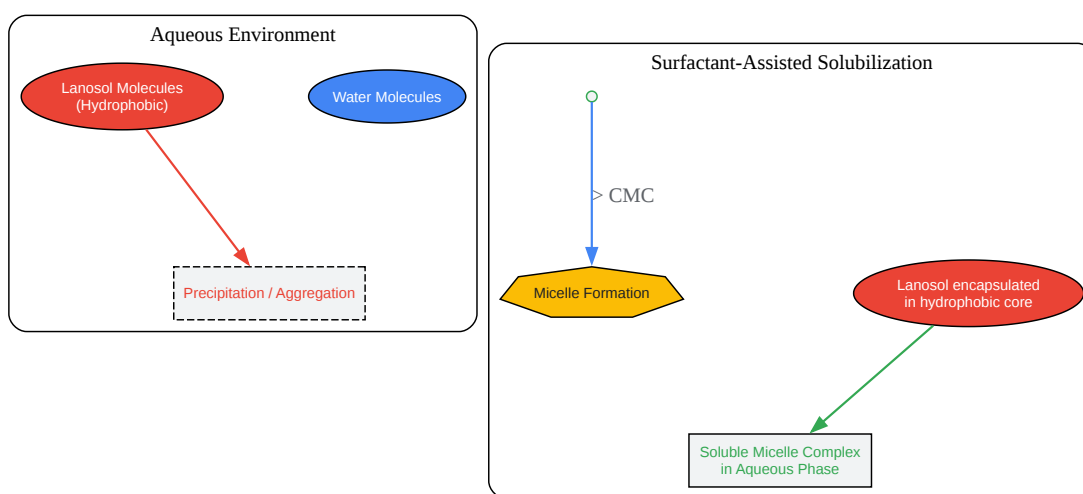 Aqueous Environment
Lanosol Molecules
(Hydrophobic)
Water Molecules
Precipitation / Aggregation
Surfactant-Assisted Solubilization
> CMC
Micelle Formation
Lanosol encapsulated
in hydrophobic core
Soluble Micelle Complex
in Aqueous Phase